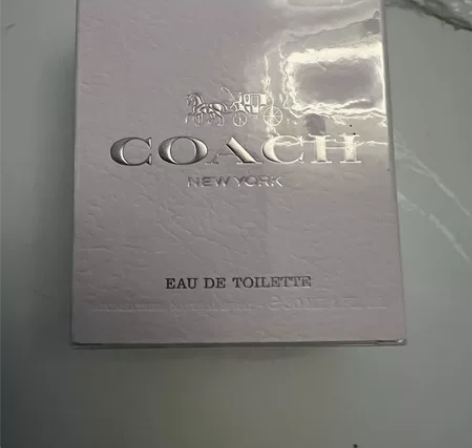 COACH
NEW YORK
EAU DE TOILETTE